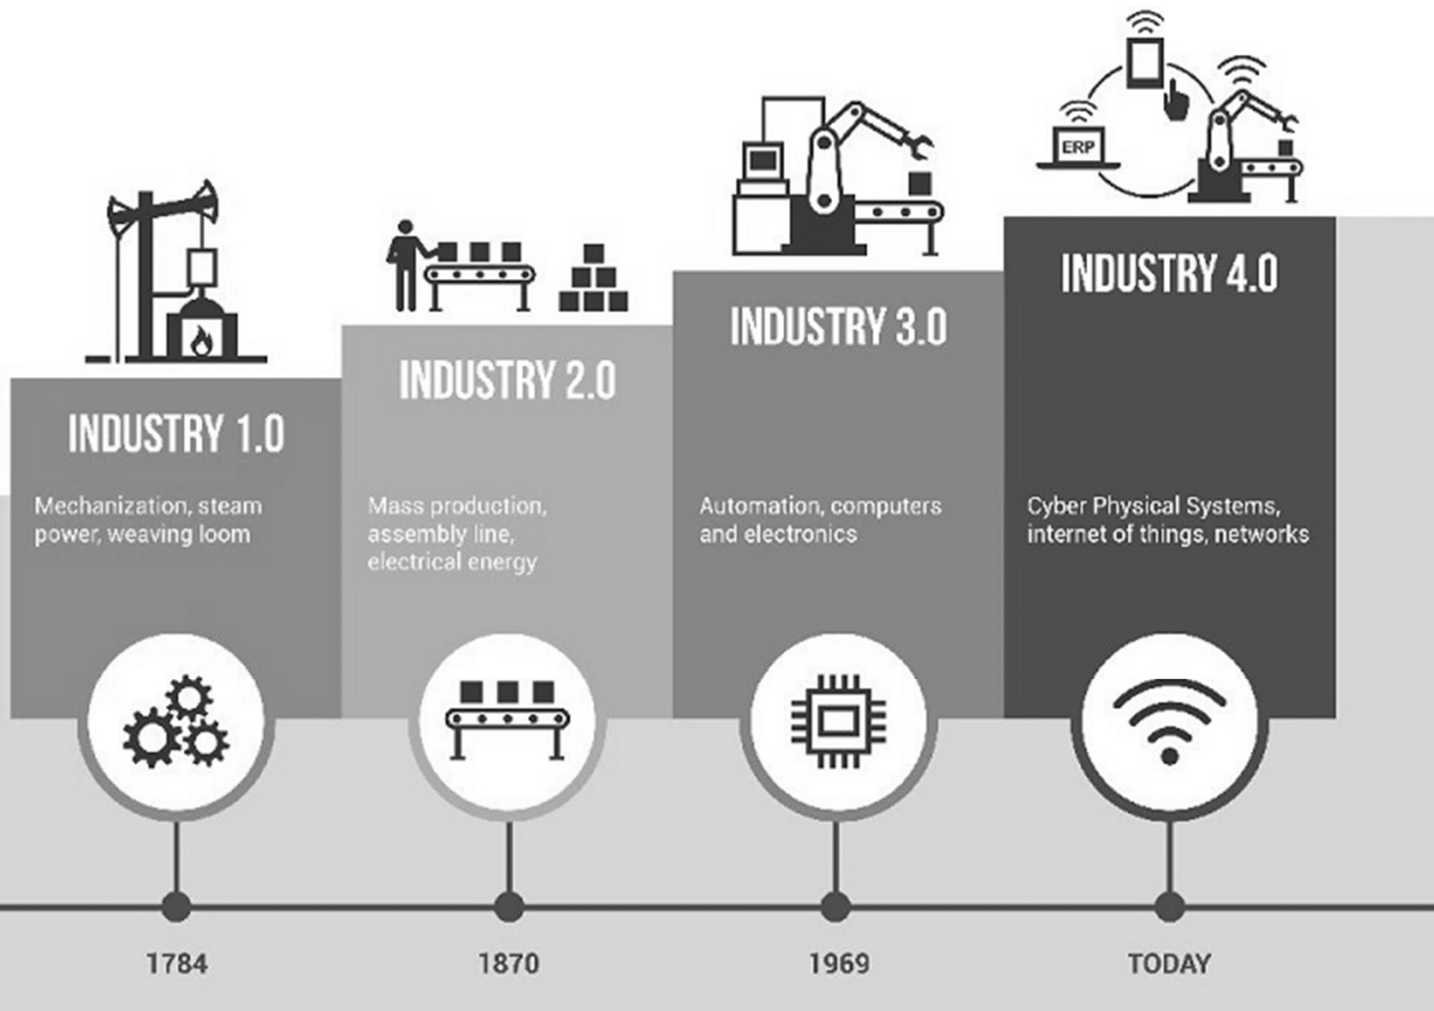 ERP
INDUSTRY 1.0
Mechanization, steam
power, weaving loom
INDUSTRY 2.0
Mass production,
assembly line,
electrical energy
INDUSTRY 3.0
Automation, computers
and electronics
INDUSTRY 4.0
Cyber Physical Systems,
internet of things, networks
1784
1870
1969
TODAY